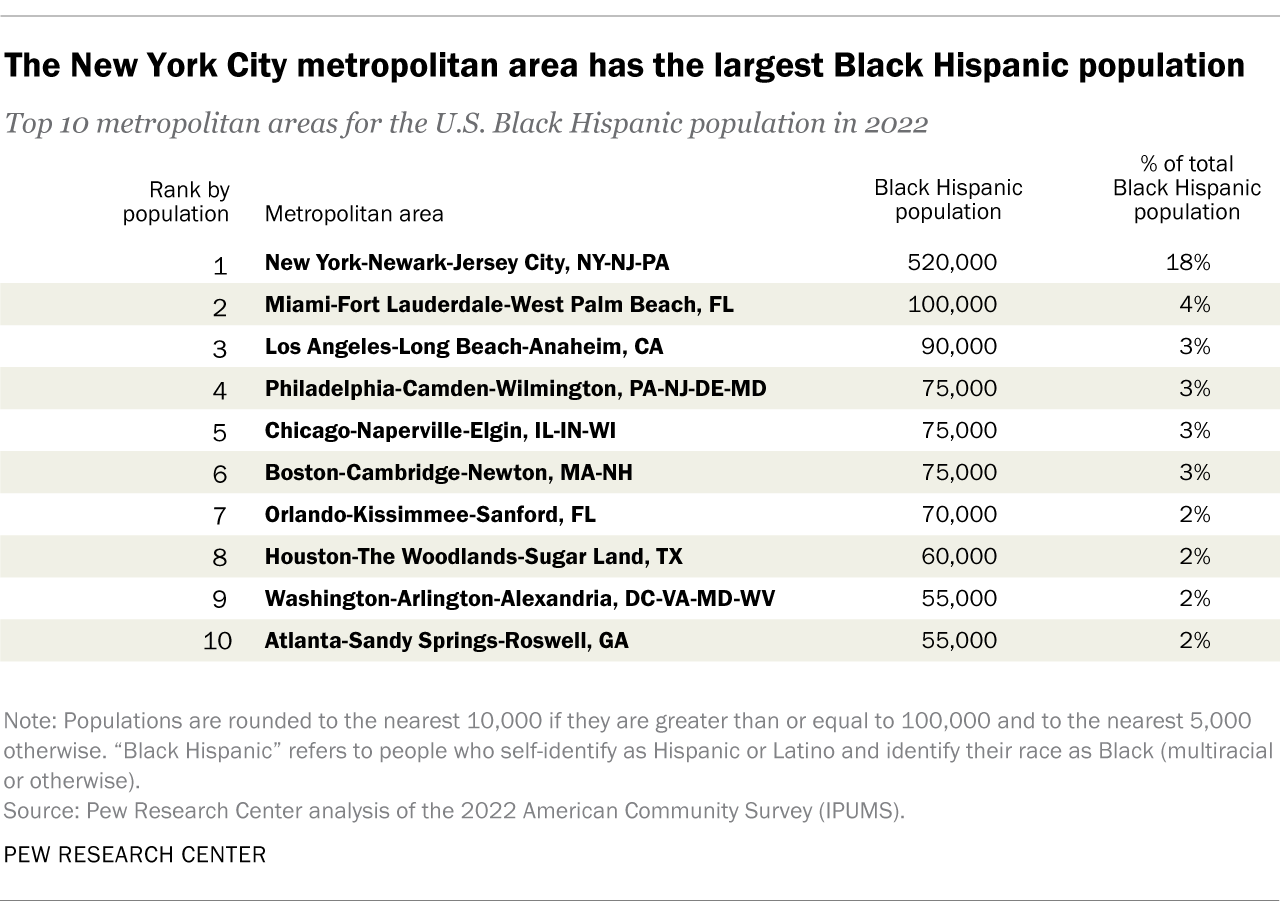 The New York City metropolitan area has the largest Black Hispanic population
Top 10 metropolitan areas for the U.S. Black Hispanic population in 2022
Rank by population Metropolitan area Black Hispanic population % of total Black Hispanic population
1 New York-Newark-Jersey City, NY-NJ-PA 520,000 18%
2 Miami-Fort Lauderdale-West Palm Beach, FL 100,000 4%
3 Los Angeles-Long Beach-Anaheim, CA 90,000 3%
4 Philadelphia-Camden-Wilmington, PA-NJ-DE-MD 75,000 3%
5 Chicago-Naperville-Elgin, IL-IN-WI 75,000 3%
6 Boston-Cambridge-Newton, MA-NH 75,000 3%
7 Orlando-Kissimmee-Sanford, FL 70,000 2%
8 Houston-The Woodlands-Sugar Land, TX 60,000 2%
9 Washington-Arlington-Alexandria, DC-VA-MD-WV 55,000 2%
10 Atlanta-Sandy Springs-Roswell, GA 55,000 2%
Note: Populations are rounded to the nearest 10,000 if they are greater than or equal to 100,000 and to the nearest 5,000
otherwise. “Black Hispanic” refers to people who self-identify as Hispanic or Latino and identify their race as Black (multiracial
or otherwise).
Source: Pew Research Center analysis of the 2022 American Community Survey (IPUMS).
PEW RESEARCH CENTER